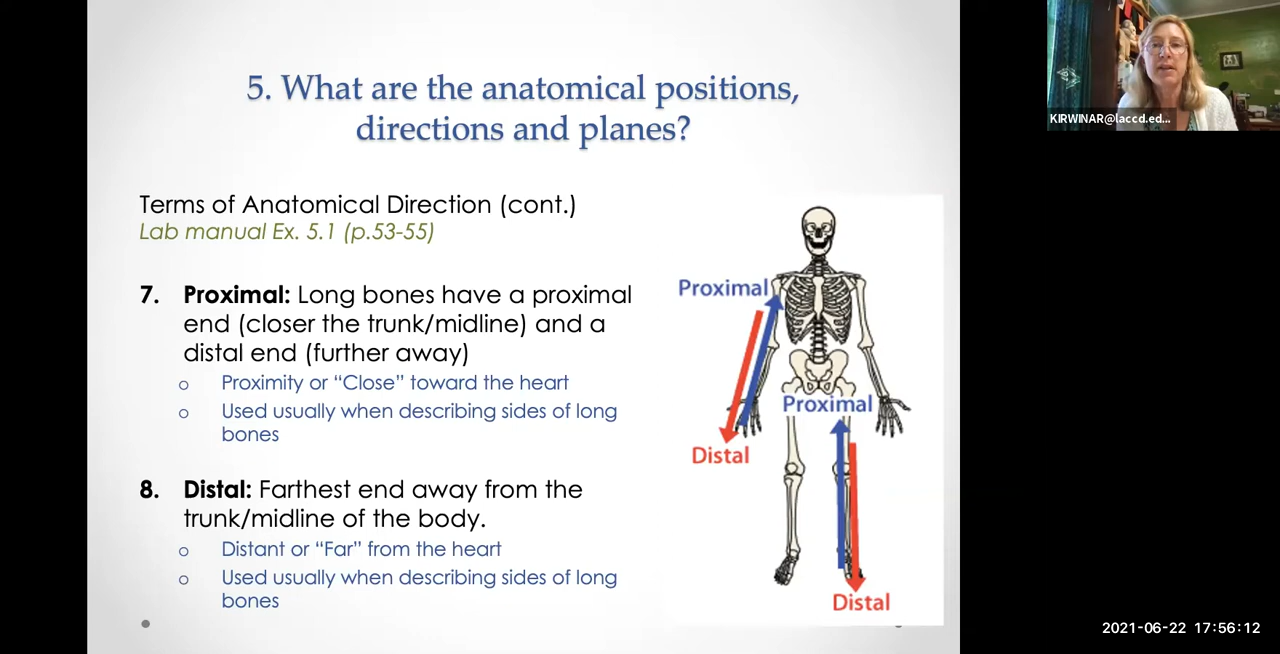 5. What are the anatomical positions,
directions and planes?
KIRWINAR@laccd.ed...
Terms of Anatomical Direction (cont.)
Lab manual Ex. 5.1 (p.53-55)
7. Proximal: Long bones have a proximal
end (closer the trunk/midline) and a
distal end (further away)
o Proximity or “Close” toward the heart
o Used usually when describing sides of long
bones
8. Distal: Farthest end away from the
trunk/midline of the body.
o Distant or “Far” from the heart
o Used usually when describing sides of long
bones
Proximal
Distal
Proximal
Distal
2021-06-22 17:56:12